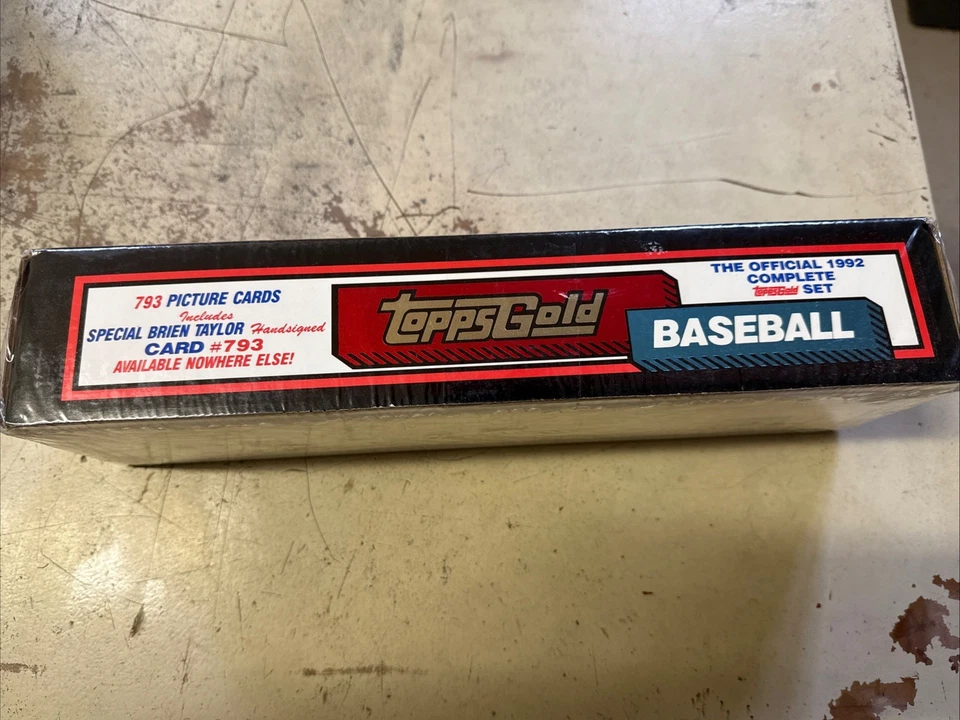 793 PICTURE CARDS
Includes
SPECIAL BRIEN TAYLOR Handsigned
CARD #793
AVAILABLE NOWHERE ELSE!
ToppsGold
BASEBALL
THE OFFICIAL 1992
COMPLETE
ToppsGold SET